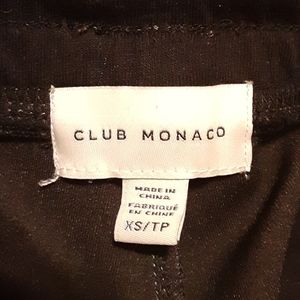 CLUB MONACO
MADE IN
CHINA
FABRIQUÉ
EN CHINE
XS/TP